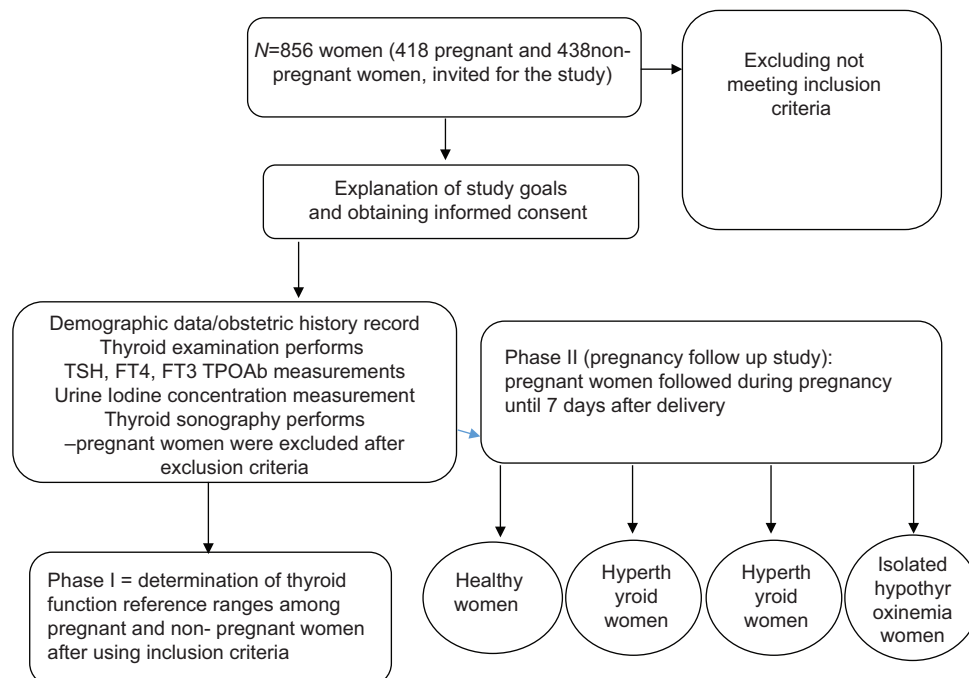 N=856 women (418 pregnant and 438non-
pregnant women, invited for the study)
Excluding not
meeting inclusion
criteria
Explanation of study goals
and obtaining informed consent
Demographic data/obstetric history record
Thyroid examination performs
TSH, FT4, FT3 TPOAb measurements
Urine Iodine concentration measurement
Thyroid sonography performs
–pregnant women were excluded after
exclusion criteria
Phase II (pregnancy follow up study):
pregnant women followed during pregnancy
until 7 days after delivery
Phase I = determination of thyroid
function reference ranges among
pregnant and non- pregnant women
after using inclusion criteria
Healthy
women
Hyperth
yroid women
Hyperth
yroid women
Isolated
hypothyr
oxinemia
women